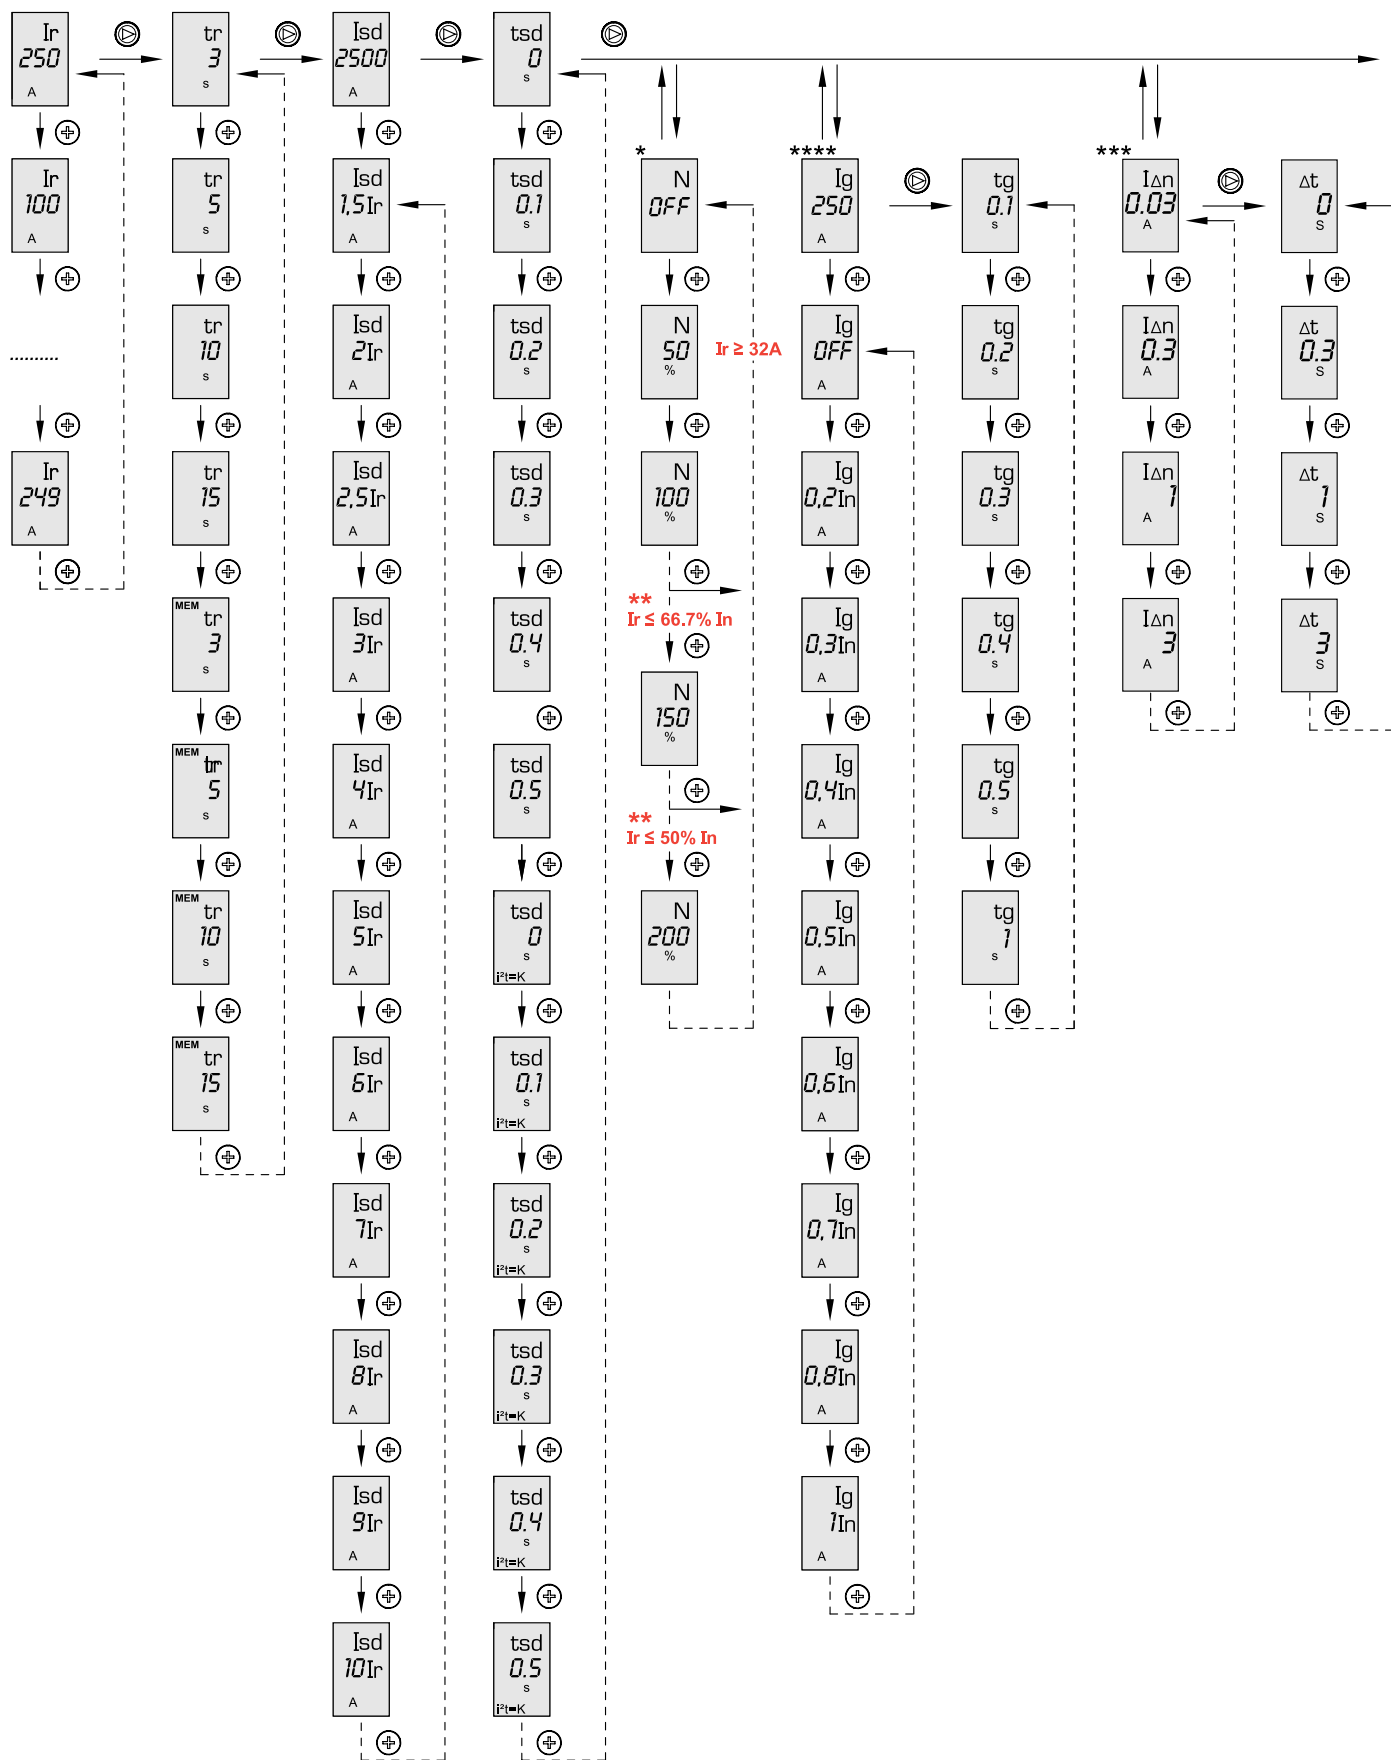 Ir
250
A
Ir
100
A
..........
Ir
249
A
tr
3
s
tr
5
s
tr
10
s
tr
15
s
MEM
tr
3
s
MEM
tr
5
s
MEM
tr
10
s
MEM
tr
15
s
Isd
2500
A
Isd
1,5Ir
A
Isd
2Ir
A
Isd
2,5Ir
A
Isd
3Ir
A
Isd
4Ir
A
Isd
5Ir
A
Isd
6Ir
A
Isd
7Ir
A
Isd
8Ir
A
Isd
9Ir
A
Isd
10Ir
A
tsd
0
s
tsd
0.1
s
tsd
0.2
s
tsd
0.3
s
tsd
0.4
s
tsd
0.5
s
tsd
0
s
i²t=K
tsd
0.1
s
i²t=K
tsd
0.2
s
i²t=K
tsd
0.3
s
i²t=K
tsd
0.4
s
i²t=K
tsd
0.5
s
i²t=K
*
N
OFF
N
50
%
Ir ≥ 32A
N
100
%
**
Ir ≤ 66.7% In
N
150
%
**
Ir ≤ 50% In
N
200
%
****
Ig
250
A
Ig
OFF
A
Ig
0,2In
A
Ig
0,3In
A
Ig
0,4In
A
Ig
0,5In
A
Ig
0,6In
A
Ig
0,7In
A
Ig
0,8In
A
Ig
1In
A
tg
0.1
s
tg
0.2
s
tg
0.3
s
tg
0.4
s
tg
0.5
s
tg
1
s
***
IΔn
0.03
A
IΔn
0.3
A
IΔn
1
A
IΔn
3
A
Δt
0
S
Δt
0.3
S
Δt
1
S
Δt
3
S